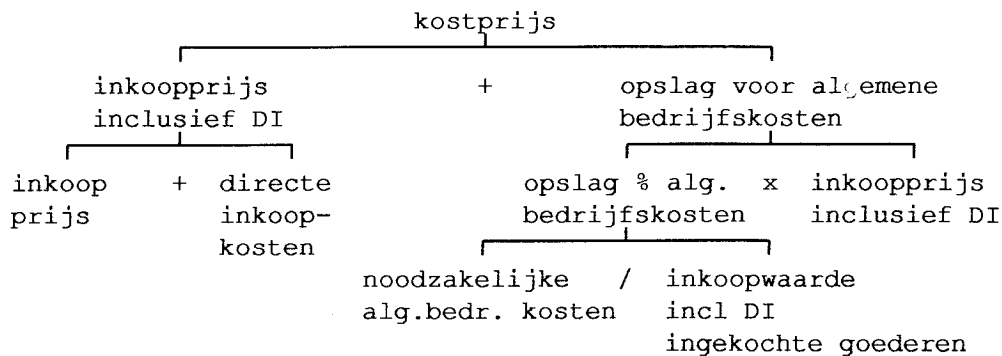 kostprijs
inkoopprijs + opslag voor algemene
inclusief DI bedrijfskosten
inkoop + directe opslag % alg. x inkoopprijs
prijs inkoop- bedrijfskosten inclusief DI
kosten
noodzakelijke / inkoopwaarde
alg.bedr. kosten incl DI
ingekochte goederen